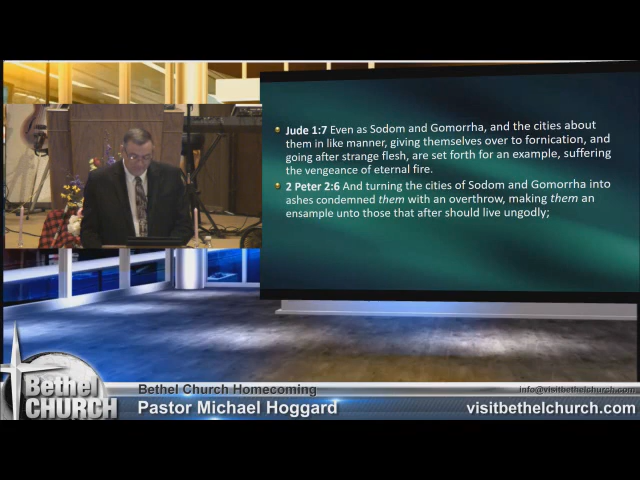 Jude 1:7 Even as Sodom and Gomorrha, and the cities about
them in like manner, giving themselves over to fornication, and
going after strange flesh, are set forth for an example, suffering
the vengeance of eternal fire.
2 Peter 2:6 And turning the cities of Sodom and Gomorrha into
ashes condemned them with an overthrow, making them an
ensample unto those that after should live ungodly;
Bethel
CHURCH
Bethel Church Homecoming
info@visitbethelchurch.com
Pastor Michael Hoggard
visitbethelchurch.com